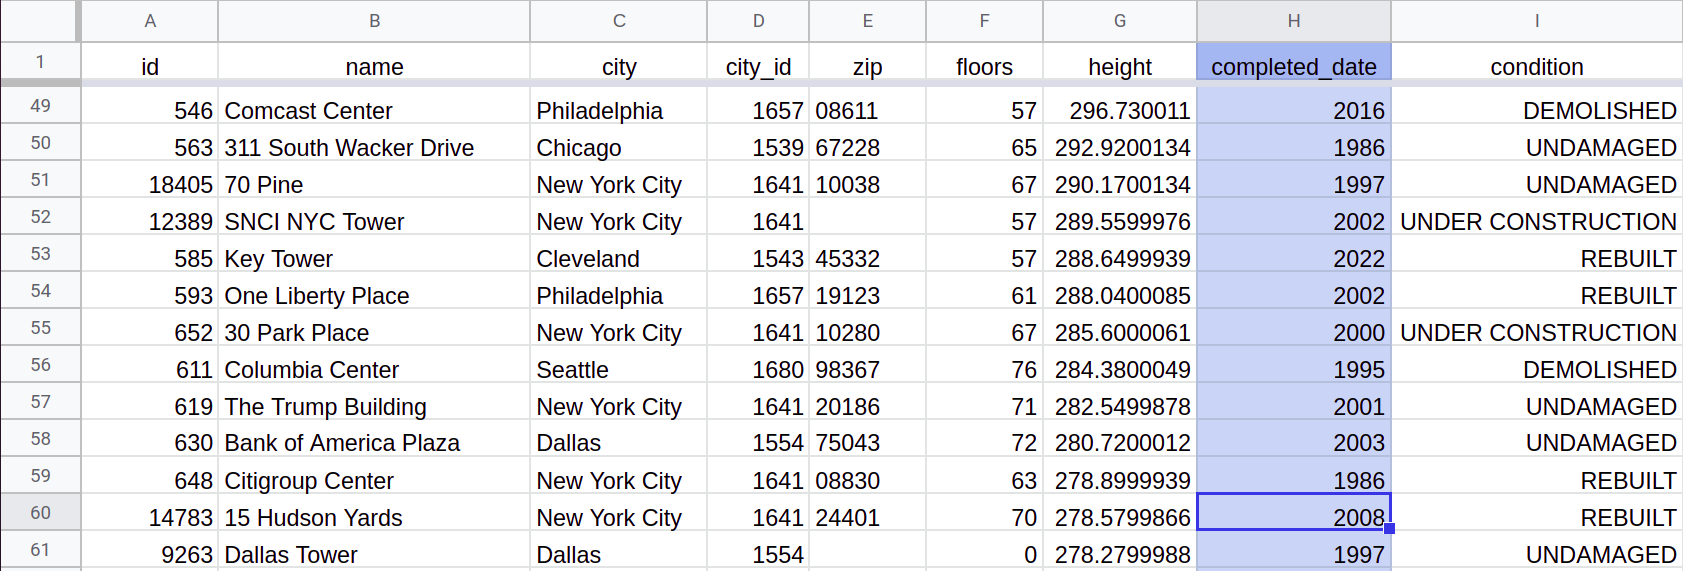 A B C D E F G H I
1 id name city city_id zip floors height completed_date condition
49 546 Comcast Center Philadelphia 1657 08611 57 296.730011 2016 DEMOLISHED
50 563 311 South Wacker Drive Chicago 1539 67228 65 292.9200134 1986 UNDAMAGED
51 18405 70 Pine New York City 1641 10038 67 290.1700134 1997 UNDAMAGED
52 12389 SNCI NYC Tower New York City 1641 57 289.5599976 2002 UNDER CONSTRUCTION
53 585 Key Tower Cleveland 1543 45332 57 288.6499939 2022 REBUILT
54 593 One Liberty Place Philadelphia 1657 19123 61 288.0400085 2002 REBUILT
55 652 30 Park Place New York City 1641 10280 67 285.6000061 2000 UNDER CONSTRUCTION
56 611 Columbia Center Seattle 1680 98367 76 284.3800049 1995 DEMOLISHED
57 619 The Trump Building New York City 1641 20186 71 282.5499878 2001 UNDAMAGED
58 630 Bank of America Plaza Dallas 1554 75043 72 280.7200012 2003 UNDAMAGED
59 648 Citigroup Center New York City 1641 08830 63 278.8999939 1986 REBUILT
60 14783 15 Hudson Yards New York City 1641 24401 70 278.5799866 2008 REBUILT
61 9263 Dallas Tower Dallas 1554 0 278.2799988 1997 UNDAMAGED